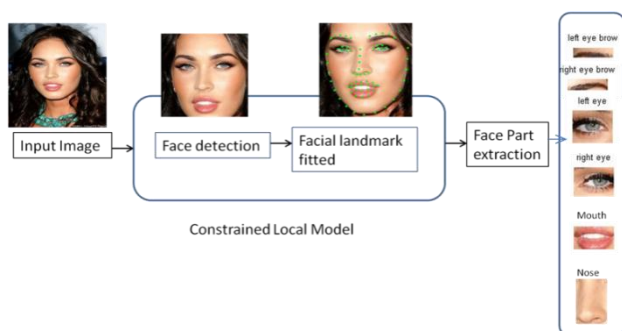 Input Image
Face detection
Facial landmark
fitted
Constrained Local Model
Face Part
extraction
left eye brow
right eye brow
left eye
right eye
Mouth
Nose